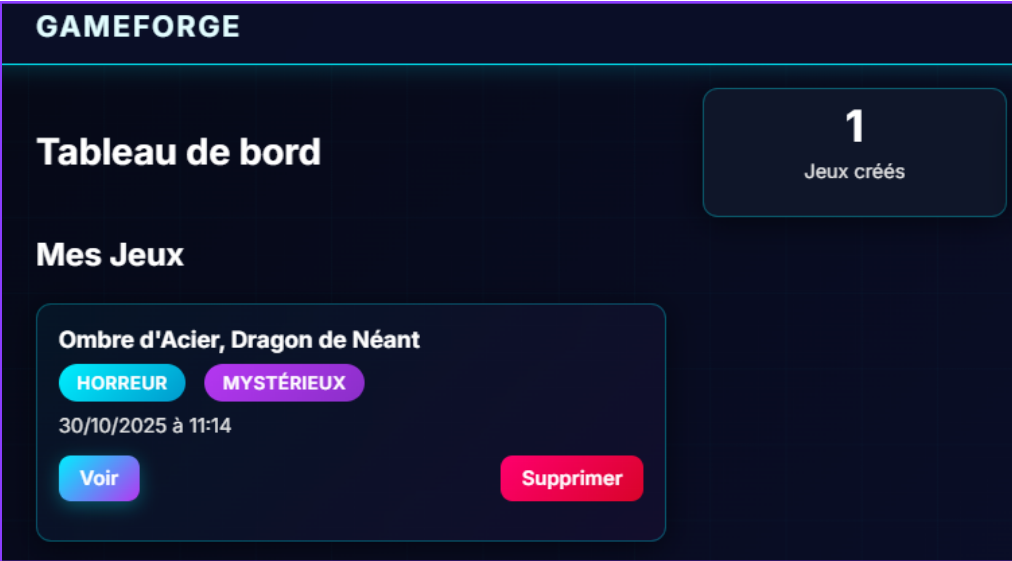 GAMEFORGE
Tableau de bord
1
Jeux créés
Mes Jeux
Ombre d'Acier, Dragon de Néant
HORREUR MYSTÉRIEUX
30/10/2025 à 11:14
Voir Supprimer